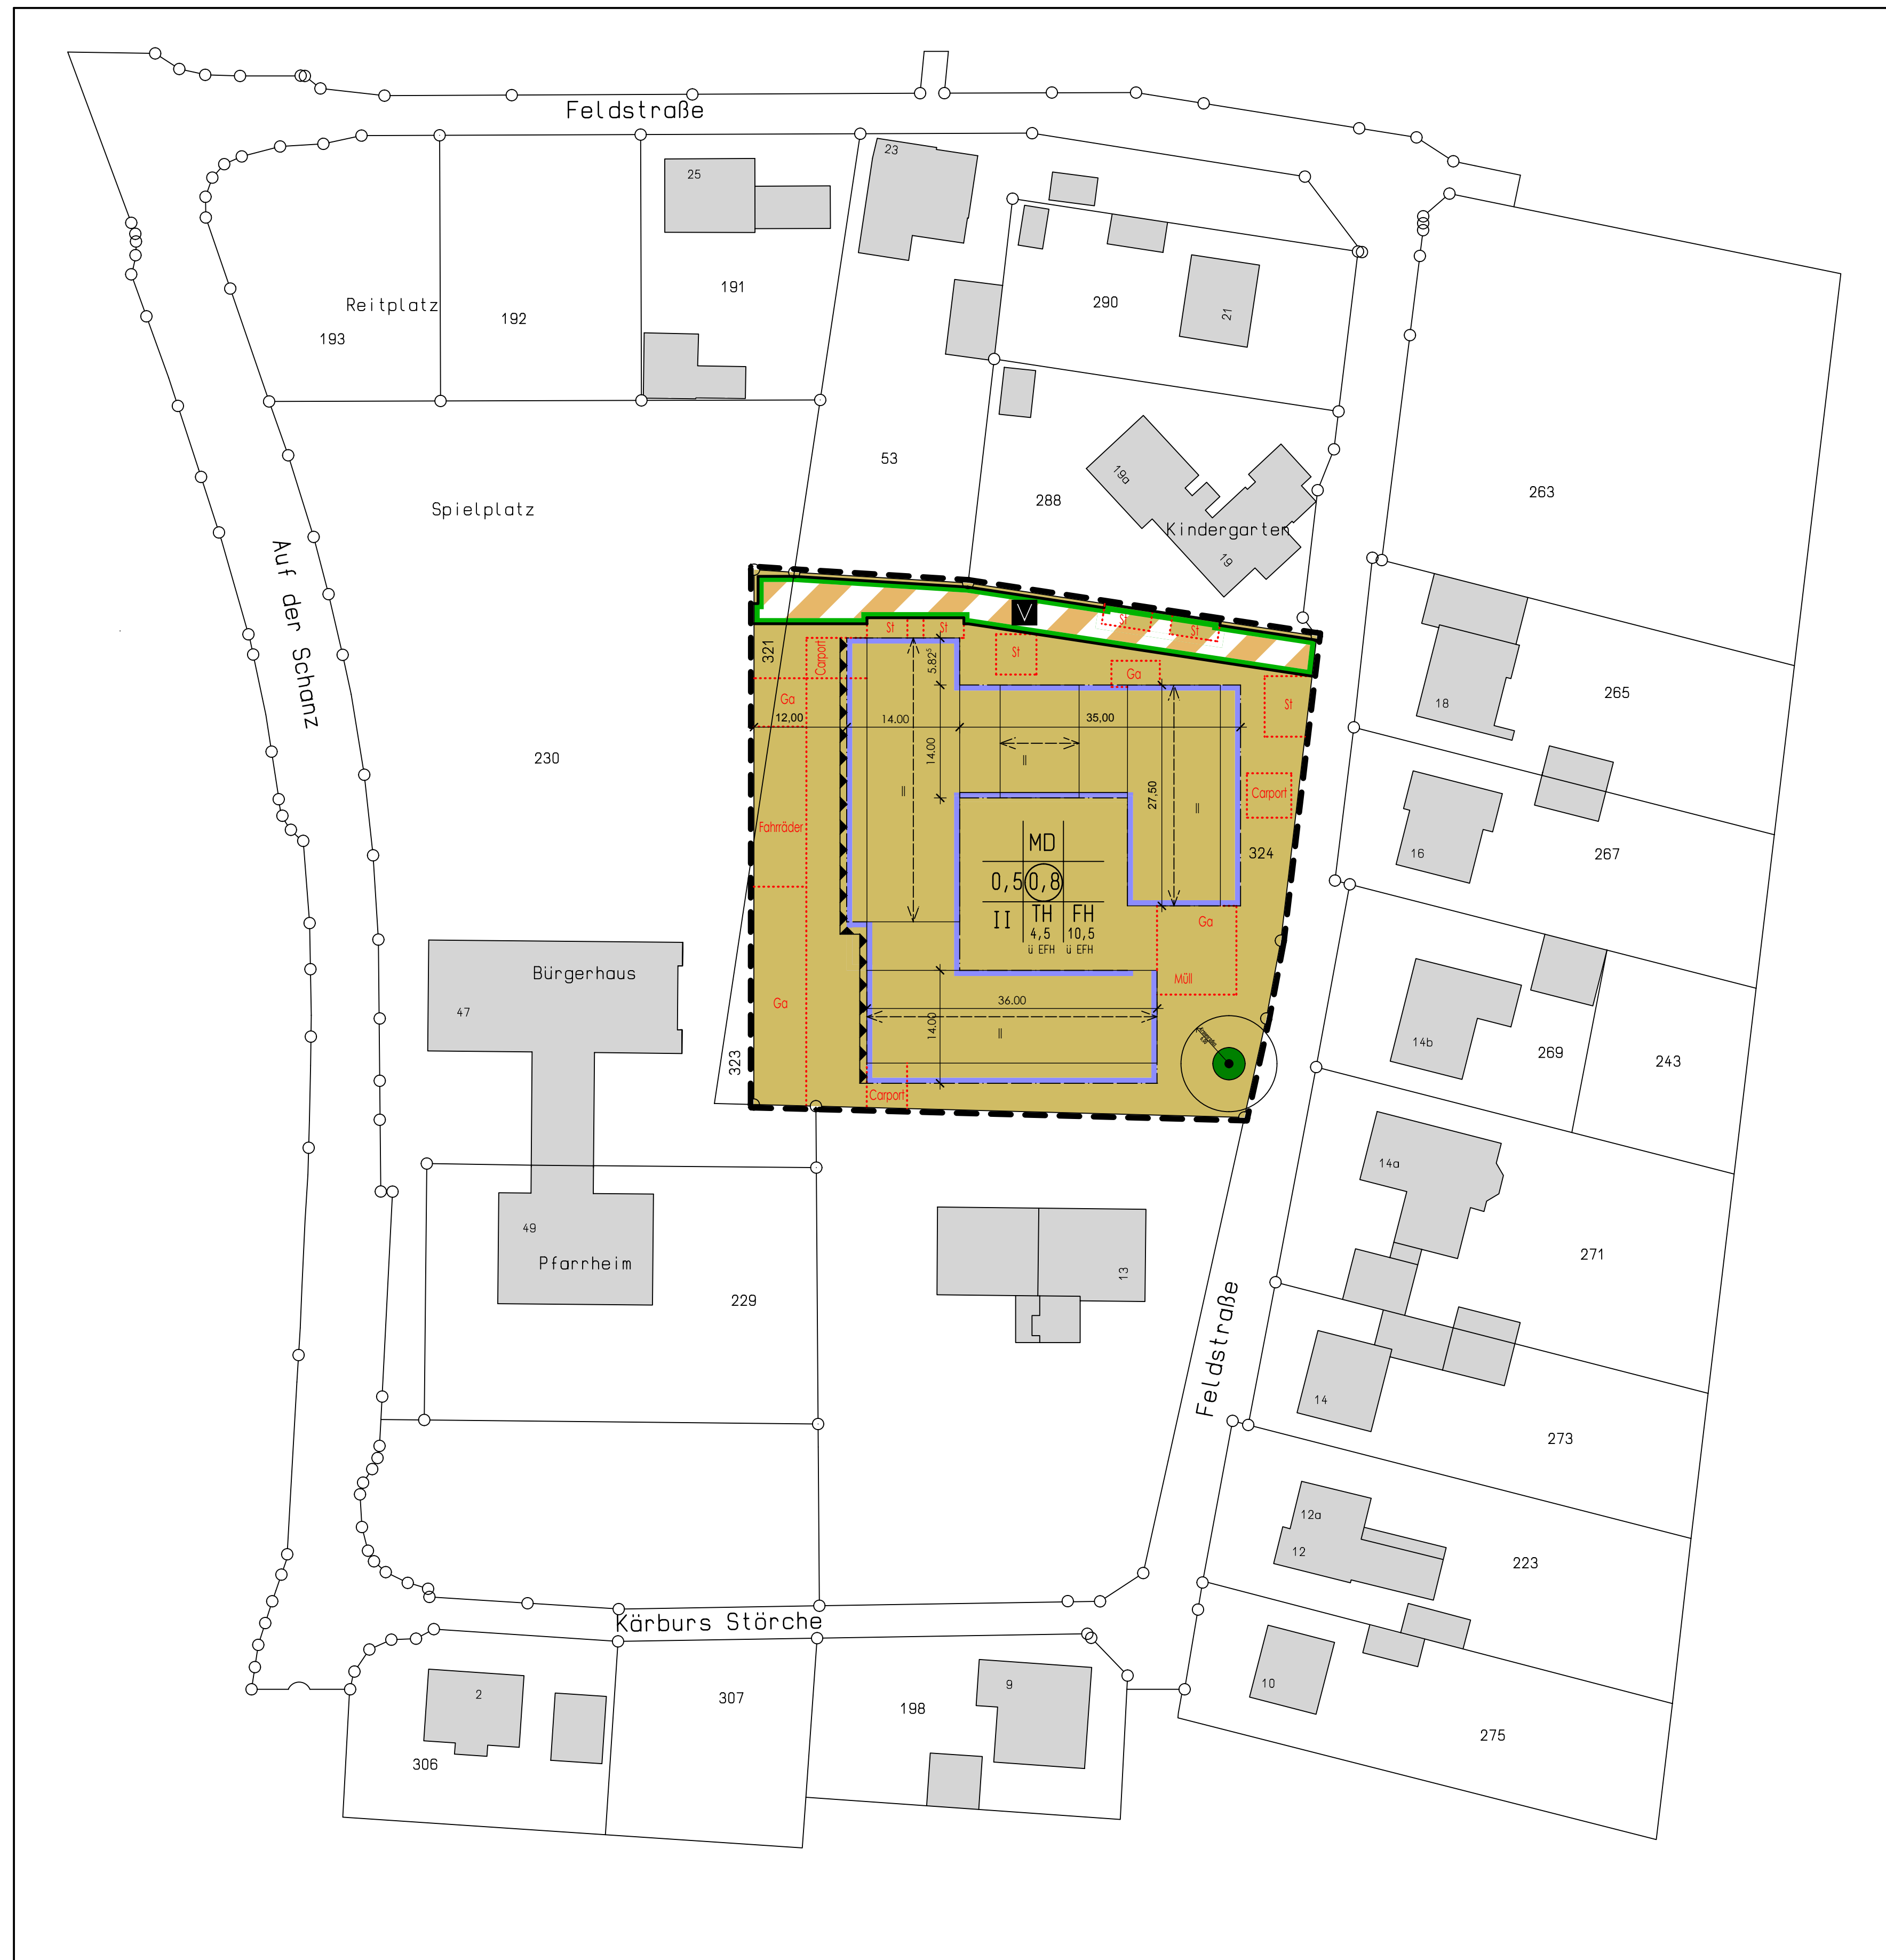 Feldstraße
23
25
21
191
290
Reitplatz
192
193
53
19a
288
263
Spielplatz
Kindergarten
19
Auf der Schanz
V
St
St
St
St
321
Carport
5.82⁵
St
Ga
265
Ga
St
18
12,00
14.00
35,00
14.00
II
230
II
27,50
II
Carport
Fahrräder
MD
324
16
267
0,5
0,8
II
TH
FH
4,5
10,5
ü EFH
ü EFH
Ga
Bürgerhaus
Müll
Ga
36.00
47
14.00
II
14b
269
243
323
Carport
14a
49
Pfarrheim
271
13
229
Feldstraße
14
273
12a
12
223
Kärburs Störche
2
307
198
9
10
306
275